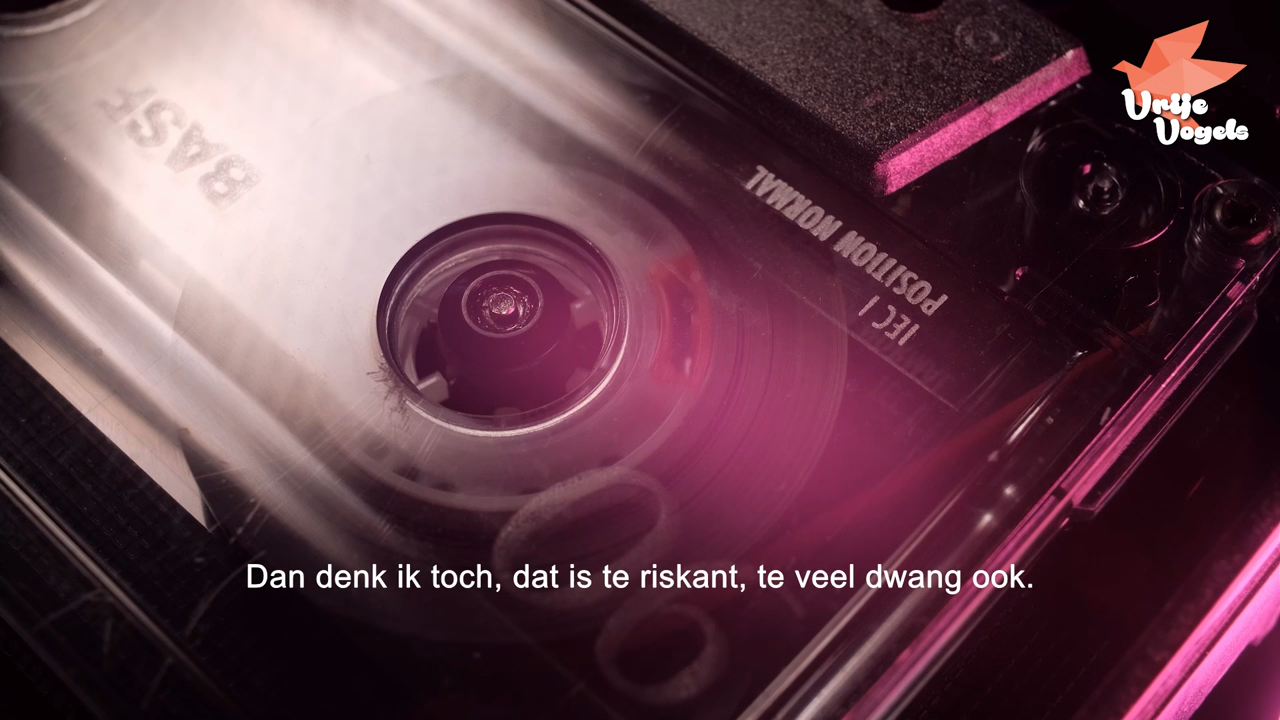 Vrije
Vogels
BASF
POSITION NORMAL
IEC I
Dan denk ik toch, dat is te riskant, te veel dwang ook.